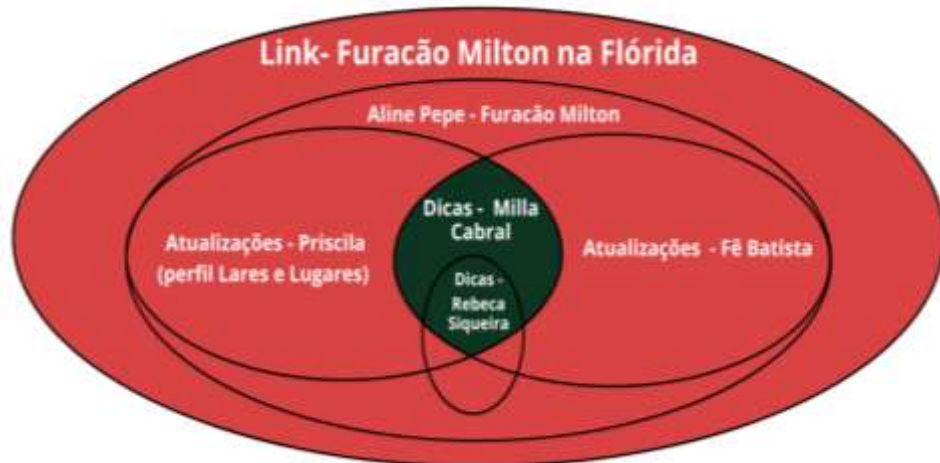 Link- Furacão Milton na Flórida
Aline Pepe - Furacão Milton
Dicas - Milla
Cabral
Atualizações - Priscila
(perfil Lares e Lugares)
Atualizações - Fê Batista
Dicas -
Rebeca
Siqueira